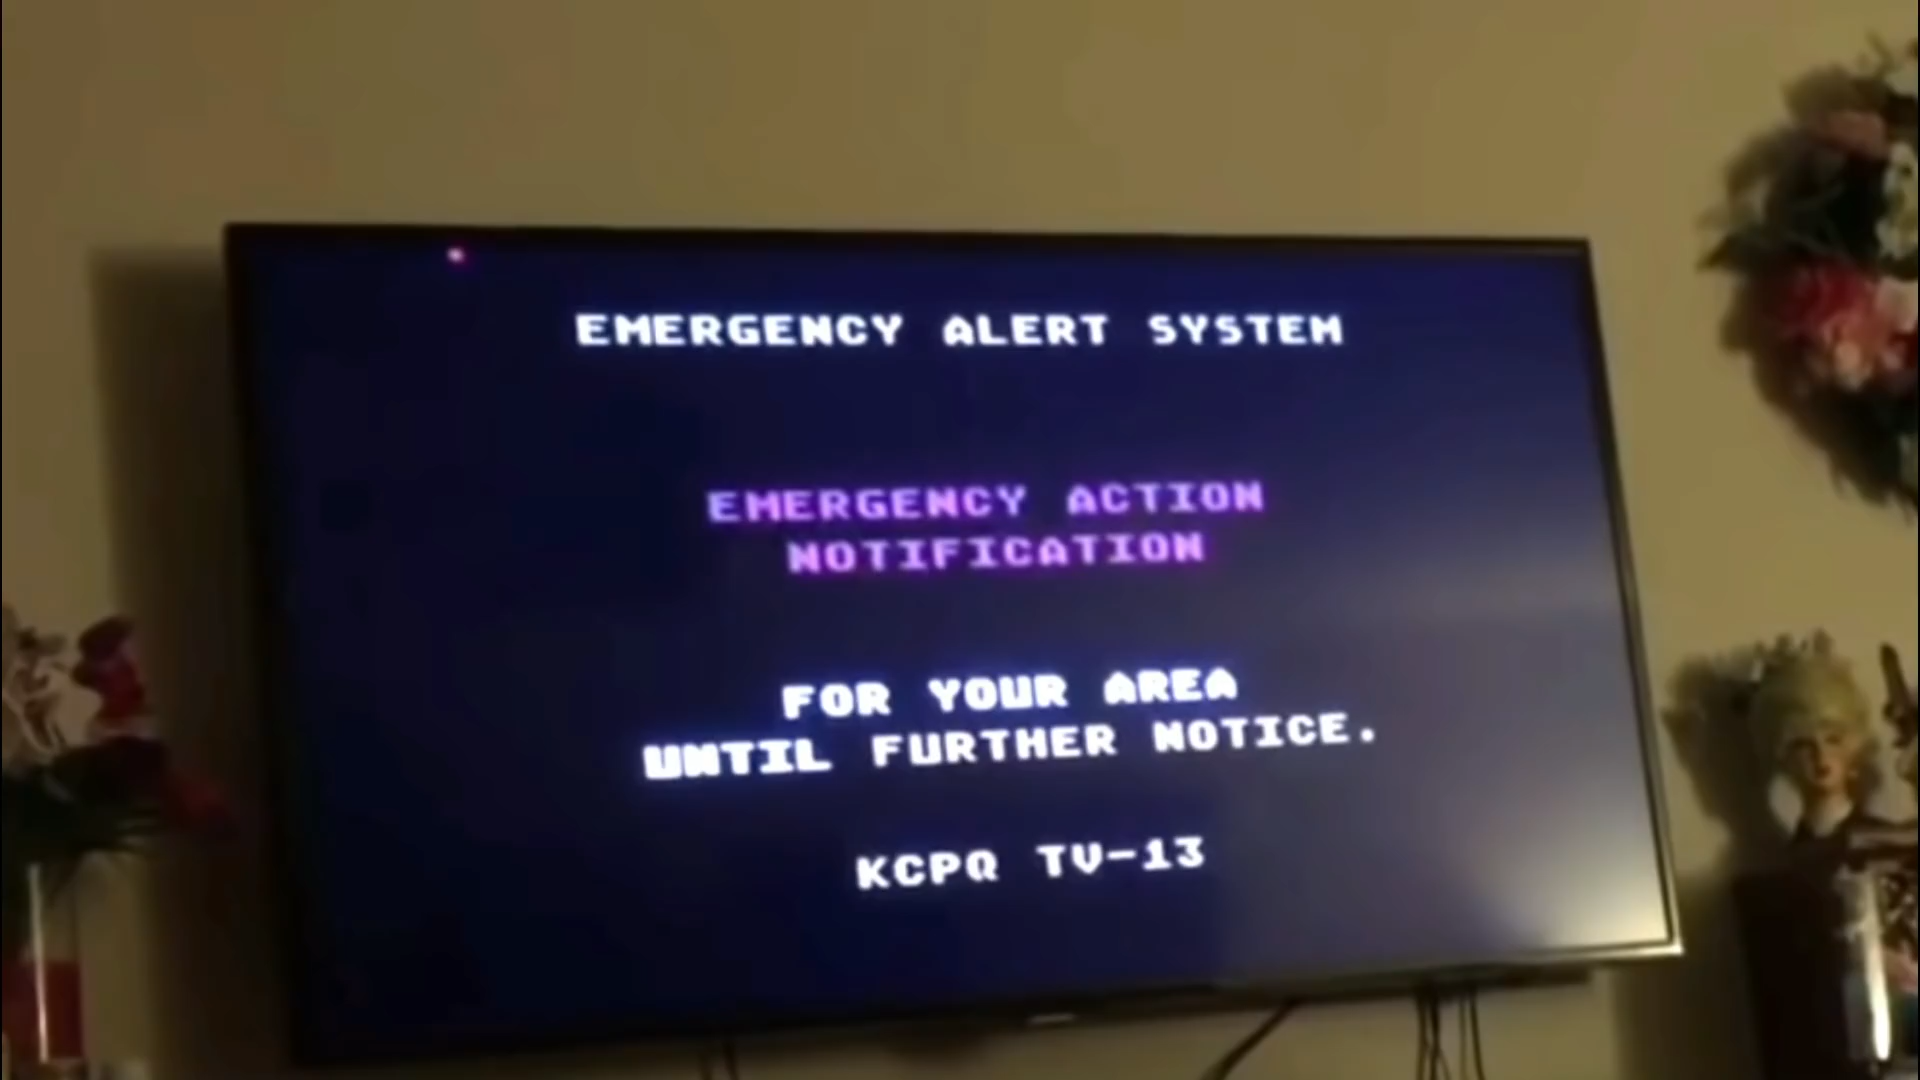 EMERGENCY ALERT SYSTEM
EMERGENCY ACTION
NOTIFICATION
FOR YOUR AREA
UNTIL FURTHER NOTICE.
KCPQ TV-13